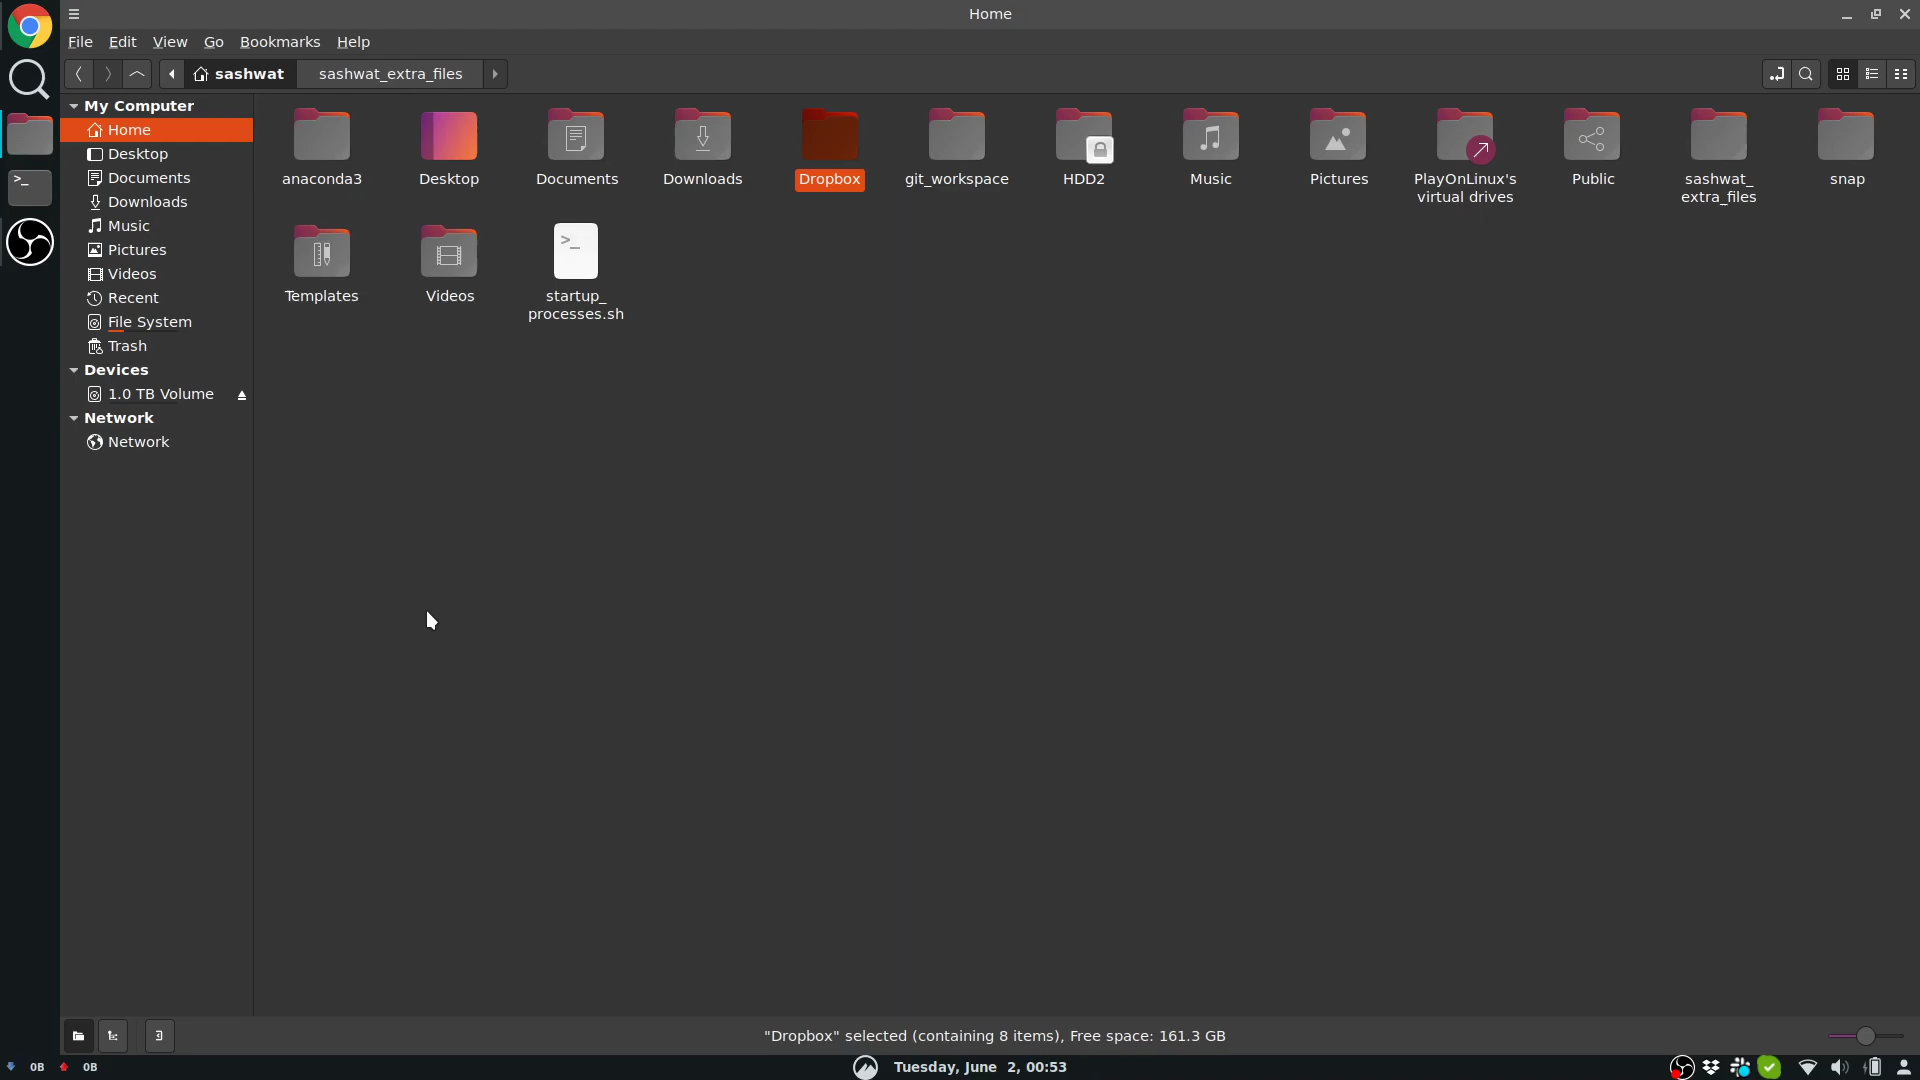 Home
File Edit View Go Bookmarks Help
sashwat sashwat_extra_files
My Computer
Home
Desktop
Documents
Downloads
Music
Pictures
Videos
Recent
File System
Trash
Devices
1.0 TB Volume
Network
Network
anaconda3 Desktop Documents Downloads Dropbox git_workspace HDD2 Music Pictures PlayOnLinux's Public sashwat_ snap
virtual drives extra_files
Templates Videos startup_
processes.sh
"Dropbox" selected (containing 8 items), Free space: 161.3 GB
0B 0B Tuesday, June 2, 00:53